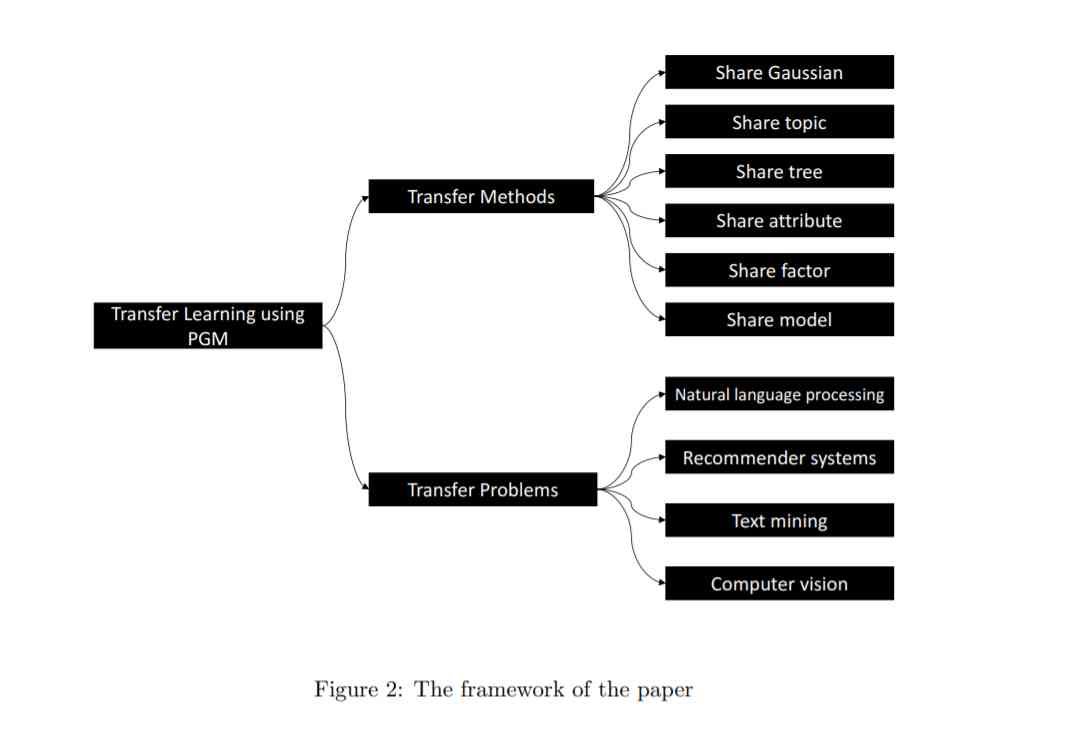 Share Gaussian
Share topic
Share tree
Transfer Methods
Share attribute
Share factor
Share model
Transfer Learning using
PGM
Natural language processing
Recommender systems
Transfer Problems
Text mining
Computer vision
Figure 2: The framework of the paper